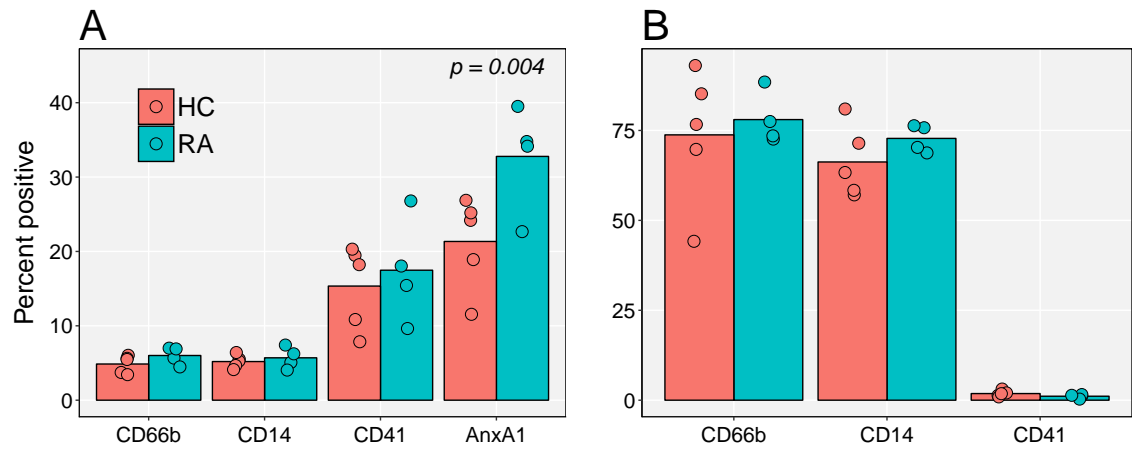 A
B
p = 0.004
HC
RA
Percent positive
40
30
20
10
0
CD66b CD14 CD41 AnxA1
75
50
25
0
CD66b CD14 CD41